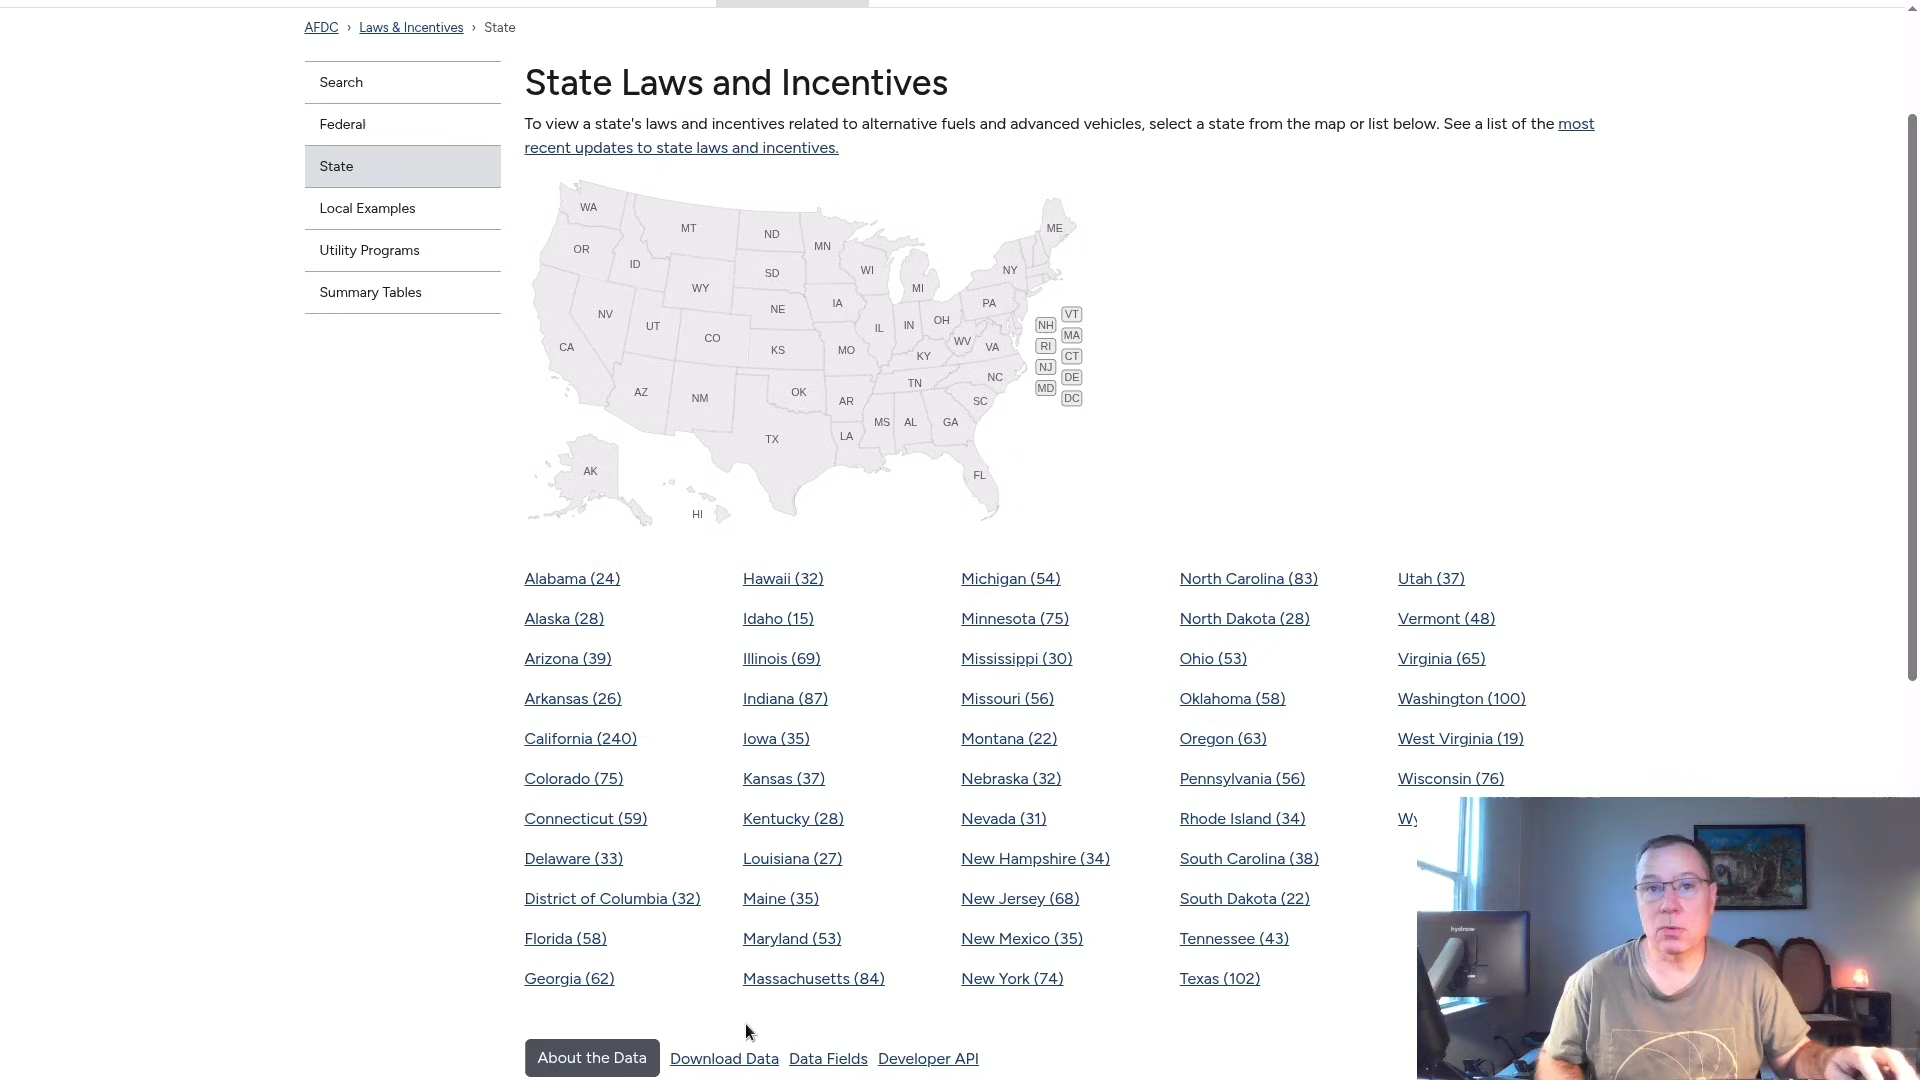 AFDC › Laws & Incentives › State
Search
Federal
State
Local Examples
Utility Programs
Summary Tables
State Laws and Incentives
To view a state's laws and incentives related to alternative fuels and advanced vehicles, select a state from the map or list below. See a list of the most
recent updates to state laws and incentives.
WA
MT
ND
MN
ME
OR
ID
SD
WI
NY
WY
MI
NV
UT
NE
IA
PA
CO
IL
IN
OH
CA
KS
MO
WV
VA
KY
AZ
NM
OK
TN
NC
AR
SC
TX
LA
MS
AL
GA
AK
HI
FL
VT
NH
MA
RI
CT
NJ
DE
MD
DC
Alabama (24)
Alaska (28)
Arizona (39)
Arkansas (26)
California (240)
Colorado (75)
Connecticut (59)
Delaware (33)
District of Columbia (32)
Florida (58)
Georgia (62)
Hawaii (32)
Idaho (15)
Illinois (69)
Indiana (87)
Iowa (35)
Kansas (37)
Kentucky (28)
Louisiana (27)
Maine (35)
Maryland (53)
Massachusetts (84)
Michigan (54)
Minnesota (75)
Mississippi (30)
Missouri (56)
Montana (22)
Nebraska (32)
Nevada (31)
New Hampshire (34)
New Jersey (68)
New Mexico (35)
New York (74)
North Carolina (83)
North Dakota (28)
Ohio (53)
Oklahoma (58)
Oregon (63)
Pennsylvania (56)
Rhode Island (34)
South Carolina (38)
South Dakota (22)
Tennessee (43)
Texas (102)
Utah (37)
Vermont (48)
Virginia (65)
Washington (100)
West Virginia (19)
Wisconsin (76)
Wy
About the Data Download Data Data Fields Developer API
hydrow